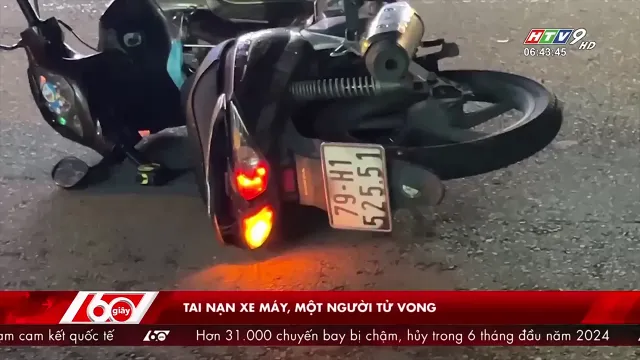 HTV9 HD
06:43:45
79-H1
525.51
60 giây
TAI NẠN XE MÁY, MỘT NGƯỜI TỬ VONG
am cam kết quốc tế
60 giây
Hơn 31.000 chuyến bay bị chậm, hủy trong 6 tháng đầu năm 2024